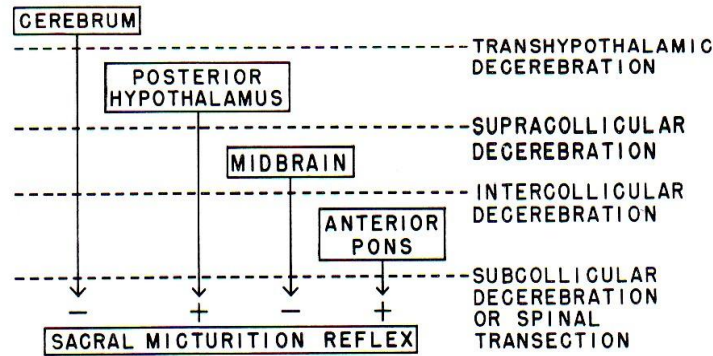 CEREBRUM
TRANSHYPOTHALAMIC
DECEREBRATION
POSTERIOR
HYPOTHALAMUS
SUPRACOLLICULAR
DECEREBRATION
MIDBRAIN
INTERCOLLICULAR
DECEREBRATION
ANTERIOR
PONS
SUBCOLLICULAR
DECEREBRATION
OR SPINAL
TRANSECTION
− + − +
SACRAL MICTURITION REFLEX